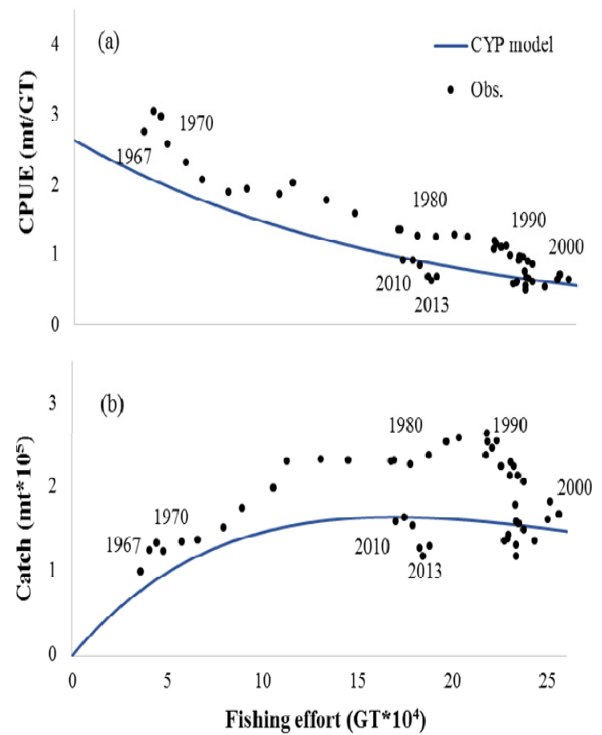 (a)
CYP model
Obs.
4
3
2
1
0
CPUE (mt/GT)
1967
1970
1980
1990
2000
2010
2013
(b)
3
2
1
0
Catch (mt*10⁵)
1967
1970
1980
1990
2000
2010
2013
0 5 10 15 20 25
Fishing effort (GT*10⁴)